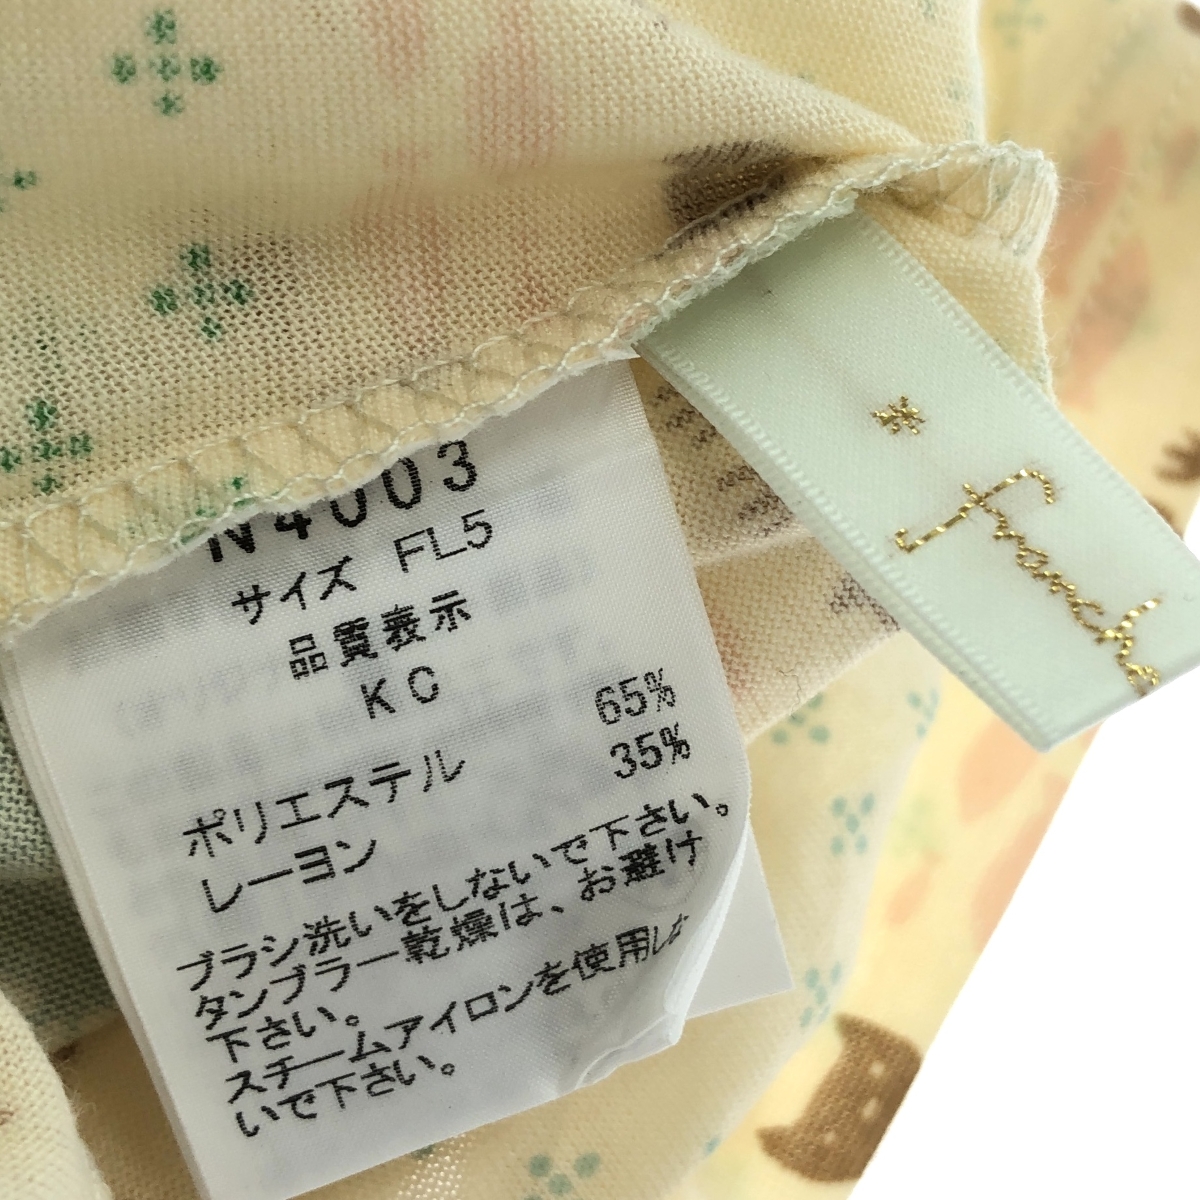 N4003
サイズ FL5
品質表示
KC
ポリエステル 65%
レーヨン 35%
ブラシ洗いをしないで下さい。
タンブラー乾燥は、お避け
下さい。
スチームアイロンを使用しな
いで下さい。
* franche